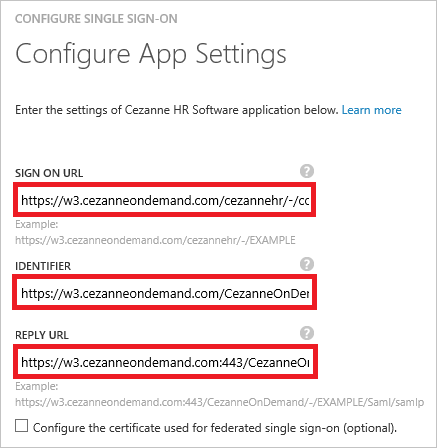 CONFIGURE SINGLE SIGN-ON
Configure App Settings
Enter the settings of Cezanne HR Software application below. Learn more
SIGN ON URL ?
https://w3.cezanneondemand.com/cezannehr/-/cc
Example:
https://w3.cezanneondemand.com/cezannehr/-/EXAMPLE
IDENTIFIER ?
https://w3.cezanneondemand.com/CezanneOnDem
REPLY URL ?
https://w3.cezanneondemand.com:443/CezanneOn
Example:
https://w3.cezanneondemand.com:443/CezanneOnDemand/-/EXAMPLE/Saml/samlp
Configure the certificate used for federated single sign-on (optional).